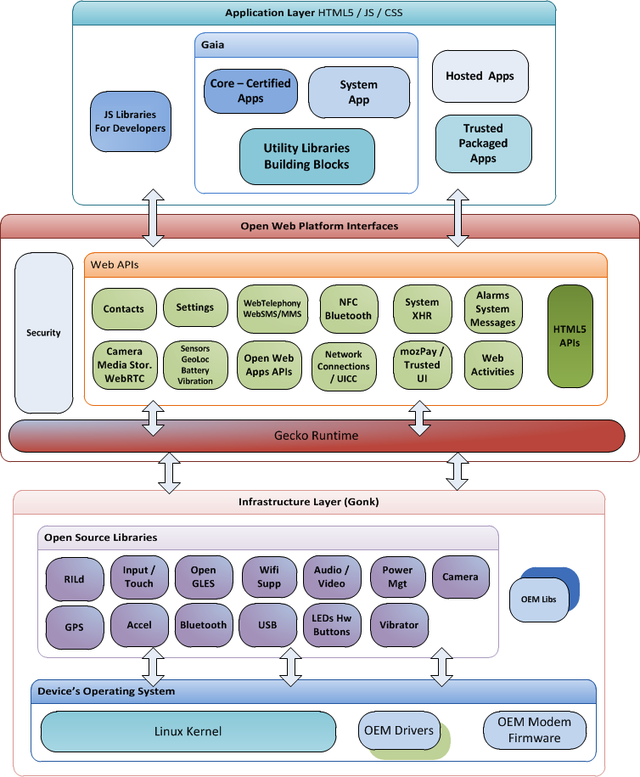 Application Layer HTML5 / JS / CSS
Gaia
JS Libraries
For Developers
Core – Certified
Apps
System
App
Utility Libraries
Building Blocks
Hosted Apps
Trusted
Packaged
Apps
Open Web Platform Interfaces
Security
Web APIs
Contacts
Settings
WebTelephony
WebSMS/MMS
NFC
Bluetooth
System
XHR
Alarms
System
Messages
Camera
Media Stor.
WebRTC
Sensors
GeoLoc
Battery
Vibration
Open Web
Apps APIs
Network
Connections
/ UICC
mozPay /
Trusted
UI
Web
Activities
HTML5
APIs
Gecko Runtime
Infrastructure Layer (Gonk)
Open Source Libraries
RILd
Input /
Touch
Open
GLES
Wifi
Supp
Audio /
Video
Power
Mgt
Camera
GPS
Accel
Bluetooth
USB
LEDs Hw
Buttons
Vibrator
OEM Libs
Device's Operating System
Linux Kernel
OEM Drivers
OEM Modem
Firmware